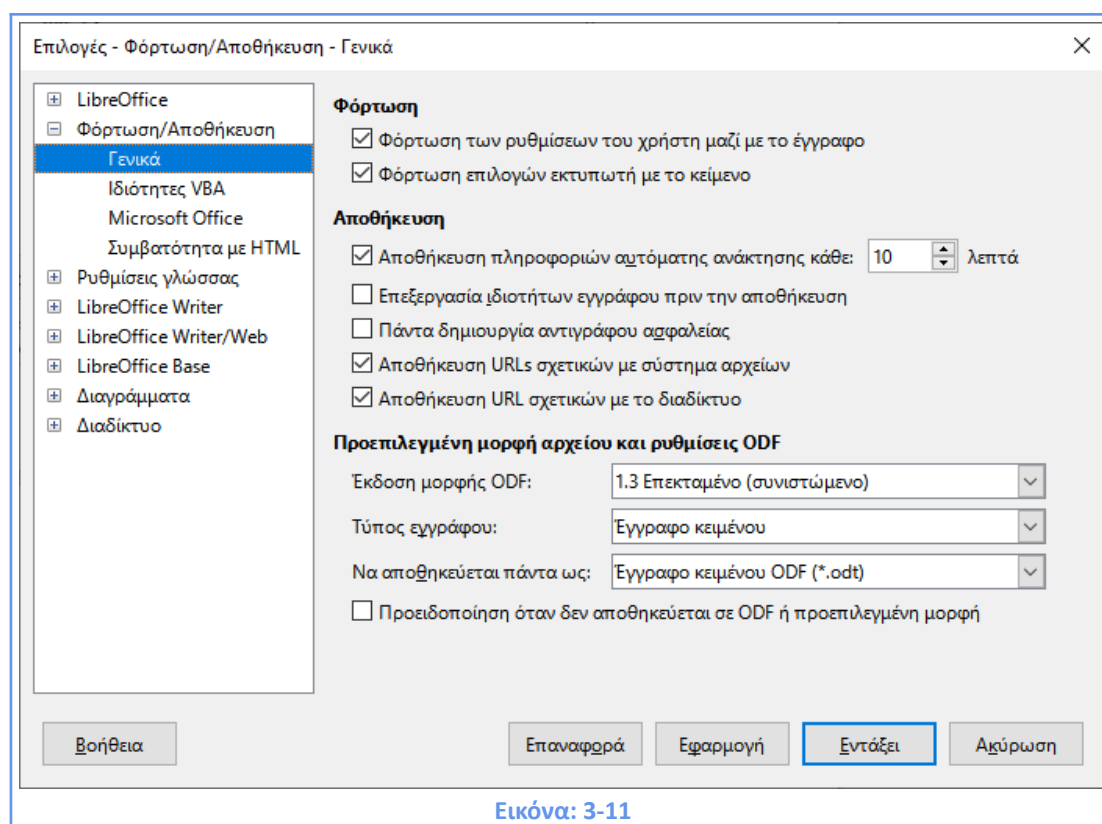 Επιλογές - Φόρτωση/Αποθήκευση - Γενικά
LibreOffice
Φόρτωση/Αποθήκευση
Γενικά
Ιδιότητες VBA
Microsoft Office
Συμβατότητα με HTML
Ρυθμίσεις γλώσσας
LibreOffice Writer
LibreOffice Writer/Web
LibreOffice Base
Διαγράμματα
Διαδίκτυο
Φόρτωση
Φόρτωση των ρυθμίσεων του χρήστη μαζί με το έγγραφο
Φόρτωση επιλογών εκτυπωτή με το κείμενο
Αποθήκευση
Αποθήκευση πληροφοριών αυτόματης ανάκτησης κάθε: 10 λεπτά
Επεξεργασία ιδιοτήτων εγγράφου πριν την αποθήκευση
Πάντα δημιουργία αντιγράφου ασφαλείας
Αποθήκευση URLs σχετικών με σύστημα αρχείων
Αποθήκευση URL σχετικών με το διαδίκτυο
Προεπιλεγμένη μορφή αρχείου και ρυθμίσεις ODF
Έκδοση μορφής ODF: 1.3 Επεκταμένο (συνιστώμενο)
Τύπος εγγράφου: Έγγραφο κειμένου
Να αποθηκεύεται πάντα ως: Έγγραφο κειμένου ODF (*.odt)
Προειδοποίηση όταν δεν αποθηκεύεται σε ODF ή προεπιλεγμένη μορφή
Βοήθεια Επαναφορά Εφαρμογή Εντάξει Ακύρωση
Εικόνα: 3-11